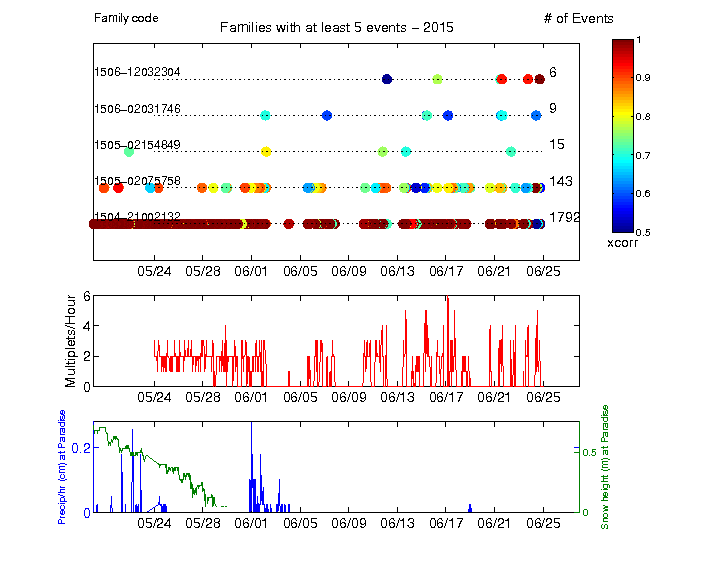 Family code
# of Events
Families with at least 5 events – 2015
1506–12032304 6
1506–02031746 9
1505–02154849 15
1505–02075758 143
1504–21002132 1792
05/24 05/28 06/01 06/05 06/09 06/13 06/17 06/21 06/25
1
0.9
0.8
0.7
0.6
0.5
xcorr
Multiplets/Hour
6
4
2
0
05/24 05/28 06/01 06/05 06/09 06/13 06/17 06/21 06/25
Precip/hr (cm) at Paradise
0.2
0
Snow height (m) at Paradise
0.5
0
05/24 05/28 06/01 06/05 06/09 06/13 06/17 06/21 06/25